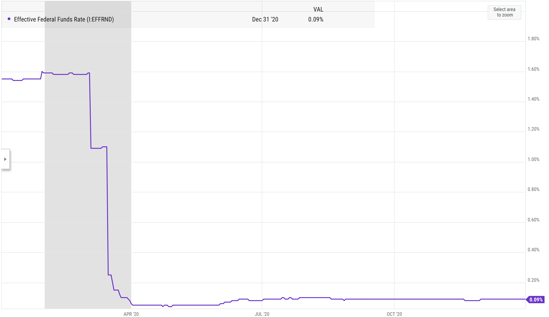 VAL
Effective Federal Funds Rate (I:EFFRND) Dec 31 '20 0.09%
Select area
to zoom
1.80%
1.60%
1.40%
1.20%
1.00%
0.80%
0.60%
0.40%
0.20%
0.09%
APR '20 JUL '20 OCT '20